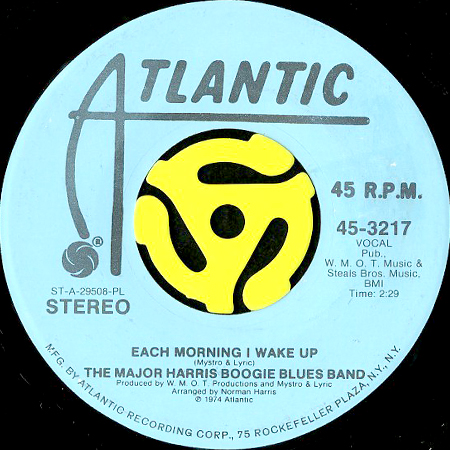 ATLANTIC
®
45 R.P.M.
45-3217
VOCAL
Pub.,
W. M. O. T. Music &
Steals Bros. Music,
BMI
Time: 2:29
ST-A-29508-PL
STEREO
EACH MORNING I WAKE UP
(Mystro & Lyric)
THE MAJOR HARRIS BOOGIE BLUES BAND
Produced by W. M. O. T. Productions and Mystro & Lyric
Arranged by Norman Harris
℗ 1974 Atlantic
MFG. BY ATLANTIC RECORDING CORP., 75 ROCKEFELLER PLAZA, N.Y., N.Y.